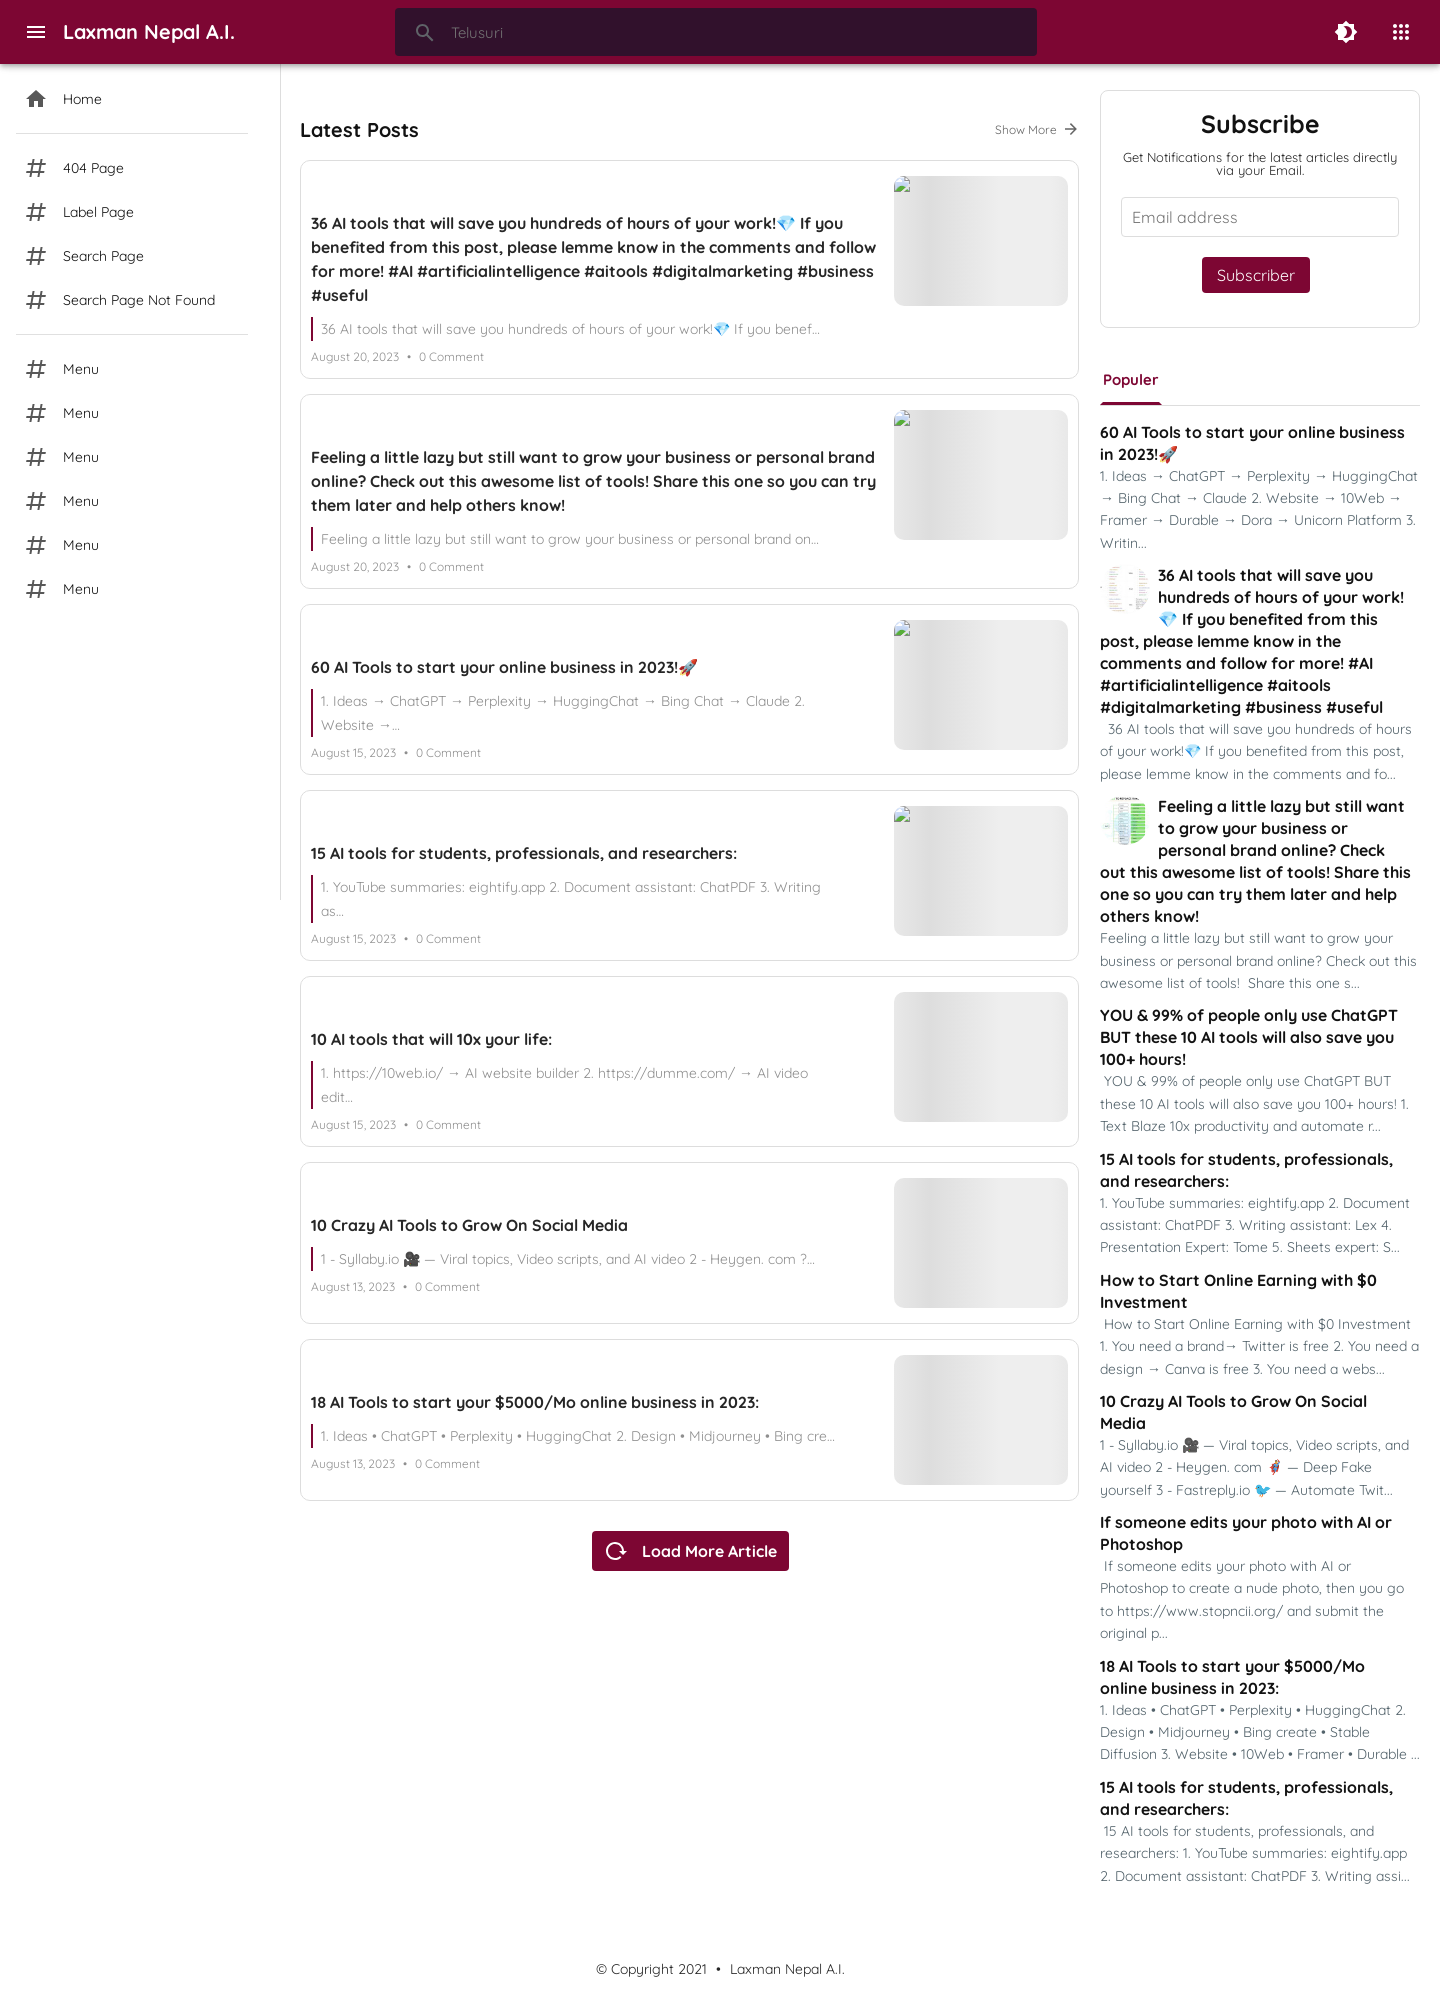 Laxman Nepal A.I.
Telusuri
Home
404 Page
Label Page
Search Page
Search Page Not Found
Menu
Menu
Menu
Menu
Menu
Menu
Latest Posts
Show More
36 AI tools that will save you hundreds of hours of your work!💎 If you
benefited from this post, please lemme know in the comments and follow
for more! #AI #artificialintelligence #aitools #digitalmarketing #business
#useful
36 AI tools that will save you hundreds of hours of your work!💎 If you benef...
August 20, 2023 • 0 Comment
Feeling a little lazy but still want to grow your business or personal brand
online? Check out this awesome list of tools! Share this one so you can try
them later and help others know!
Feeling a little lazy but still want to grow your business or personal brand on...
August 20, 2023 • 0 Comment
60 AI Tools to start your online business in 2023!🚀
1. Ideas → ChatGPT → Perplexity → HuggingChat → Bing Chat → Claude 2.
Website →...
August 15, 2023 • 0 Comment
15 AI tools for students, professionals, and researchers:
1. YouTube summaries: eightify.app 2. Document assistant: ChatPDF 3. Writing
as...
August 15, 2023 • 0 Comment
10 AI tools that will 10x your life:
1. https://10web.io/ → AI website builder 2. https://dumme.com/ → AI video
edit...
August 15, 2023 • 0 Comment
10 Crazy AI Tools to Grow On Social Media
1 - Syllaby.io 🎥 — Viral topics, Video scripts, and AI video 2 - Heygen. com ?...
August 13, 2023 • 0 Comment
18 AI Tools to start your $5000/Mo online business in 2023:
1. Ideas • ChatGPT • Perplexity • HuggingChat 2. Design • Midjourney • Bing cre...
August 13, 2023 • 0 Comment
Load More Article
Subscribe
Get Notifications for the latest articles directly
via your Email.
Email address
Subscriber
Populer
60 AI Tools to start your online business
in 2023!🚀
1. Ideas → ChatGPT → Perplexity → HuggingChat
→ Bing Chat → Claude 2. Website → 10Web →
Framer → Durable → Dora → Unicorn Platform 3.
Writin...
36 AI tools that will save you
hundreds of hours of your work!
💎 If you benefited from this
post, please lemme know in the
comments and follow for more! #AI
#artificialintelligence #aitools
#digitalmarketing #business #useful
36 AI tools that will save you hundreds of hours
of your work!💎 If you benefited from this post,
please lemme know in the comments and fo...
Feeling a little lazy but still want
to grow your business or
personal brand online? Check
out this awesome list of tools! Share this
one so you can try them later and help
others know!
Feeling a little lazy but still want to grow your
business or personal brand online? Check out this
awesome list of tools!  Share this one s...
YOU & 99% of people only use ChatGPT
BUT these 10 AI tools will also save you
100+ hours!
YOU & 99% of people only use ChatGPT BUT
these 10 AI tools will also save you 100+ hours! 1.
Text Blaze 10x productivity and automate r...
15 AI tools for students, professionals,
and researchers:
1. YouTube summaries: eightify.app 2. Document
assistant: ChatPDF 3. Writing assistant: Lex 4.
Presentation Expert: Tome 5. Sheets expert: S...
How to Start Online Earning with $0
Investment
How to Start Online Earning with $0 Investment
1. You need a brand→ Twitter is free 2. You need a
design → Canva is free 3. You need a webs...
10 Crazy AI Tools to Grow On Social
Media
1 - Syllaby.io 🎥 — Viral topics, Video scripts, and
AI video 2 - Heygen. com 🦸 — Deep Fake
yourself 3 - Fastreply.io 🐦 — Automate Twit...
If someone edits your photo with AI or
Photoshop
If someone edits your photo with AI or
Photoshop to create a nude photo, then you go
to https://www.stopncii.org/ and submit the
original p...
18 AI Tools to start your $5000/Mo
online business in 2023:
1. Ideas • ChatGPT • Perplexity • HuggingChat 2.
Design • Midjourney • Bing create • Stable
Diffusion 3. Website • 10Web • Framer • Durable ...
15 AI tools for students, professionals,
and researchers:
15 AI tools for students, professionals, and
researchers: 1. YouTube summaries: eightify.app
2. Document assistant: ChatPDF 3. Writing assi...
© Copyright 2021 • Laxman Nepal A.I.